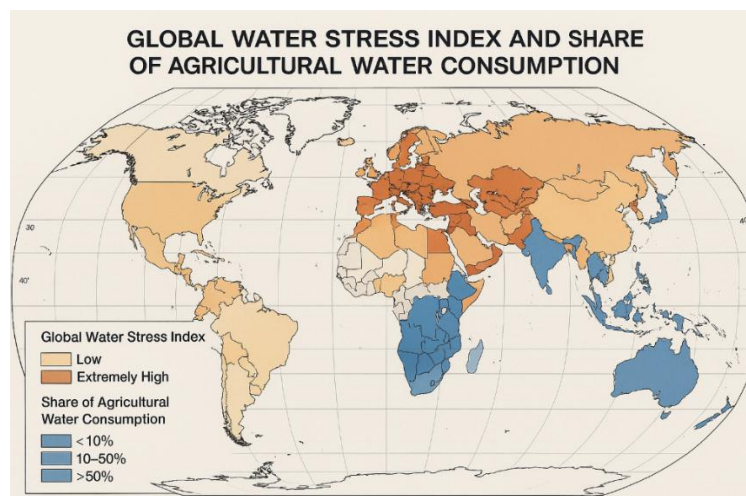 GLOBAL WATER STRESS INDEX AND SHARE
OF AGRICULTURAL WATER CONSUMPTION
30
40'
Global Water Stress Index
Low
Extremely High
Share of Agricultural
Water Consumption
<10%
10–50%
>50%